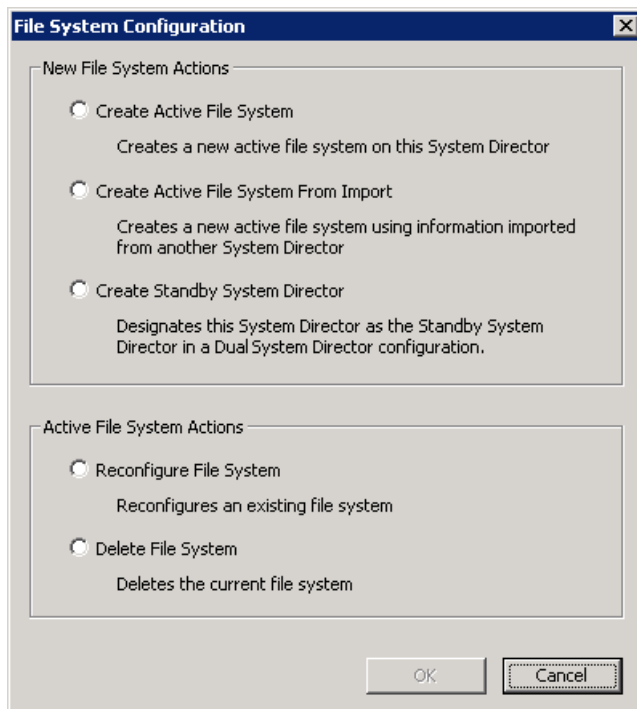 File System Configuration
New File System Actions
Create Active File System
Creates a new active file system on this System Director
Create Active File System From Import
Creates a new active file system using information imported
from another System Director
Create Standby System Director
Designates this System Director as the Standby System
Director in a Dual System Director configuration.
Active File System Actions
Reconfigure File System
Reconfigures an existing file system
Delete File System
Deletes the current file system
OK
Cancel